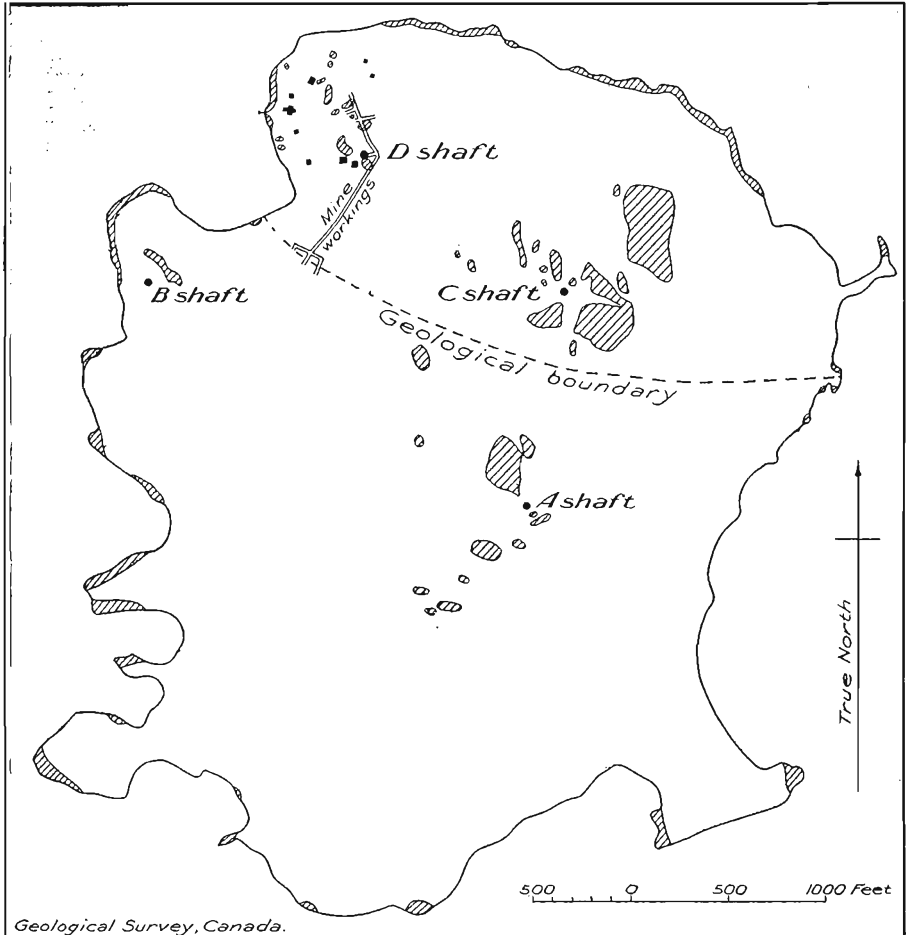 D shaft
Mine
workings
B shaft
C shaft
Geological boundary
A shaft
True North
500 0 500 1000 Feet
Geological Survey, Canada.